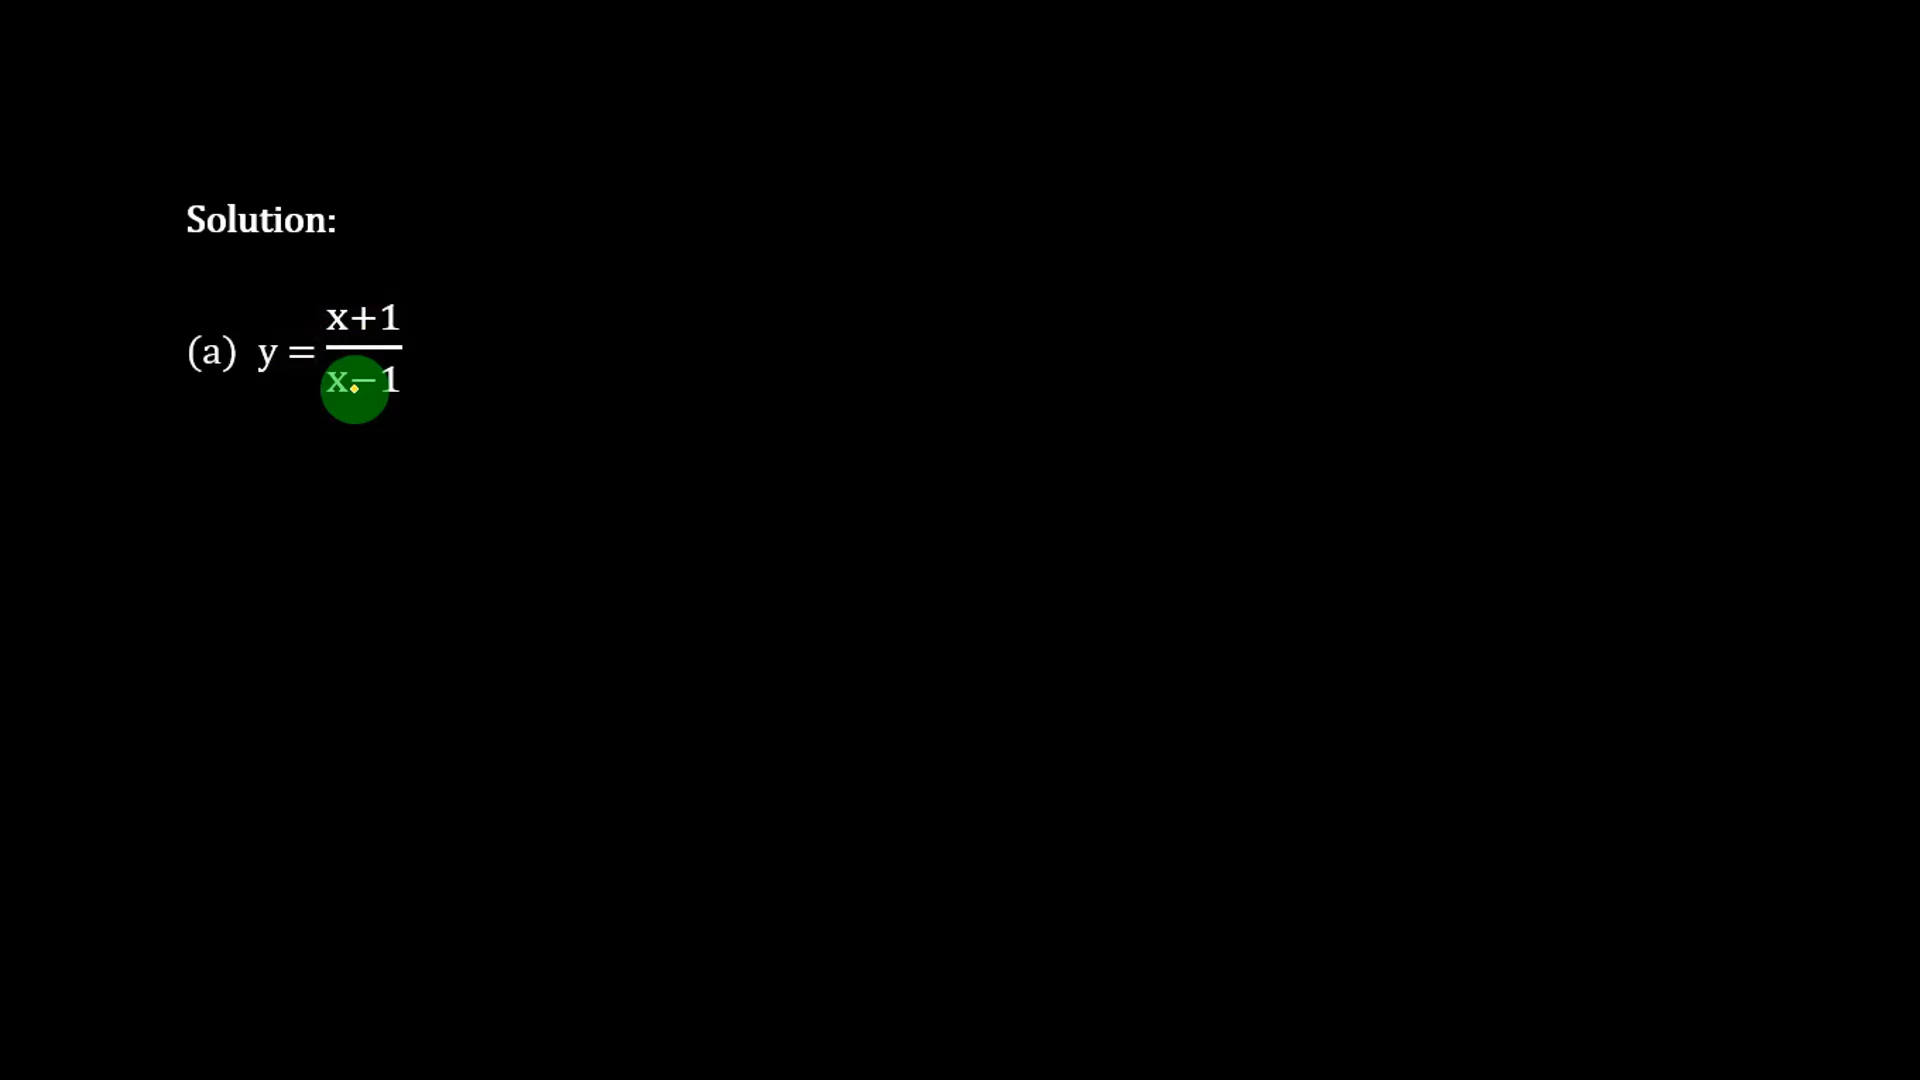 Solution:
(a) y = x+1 / x−1